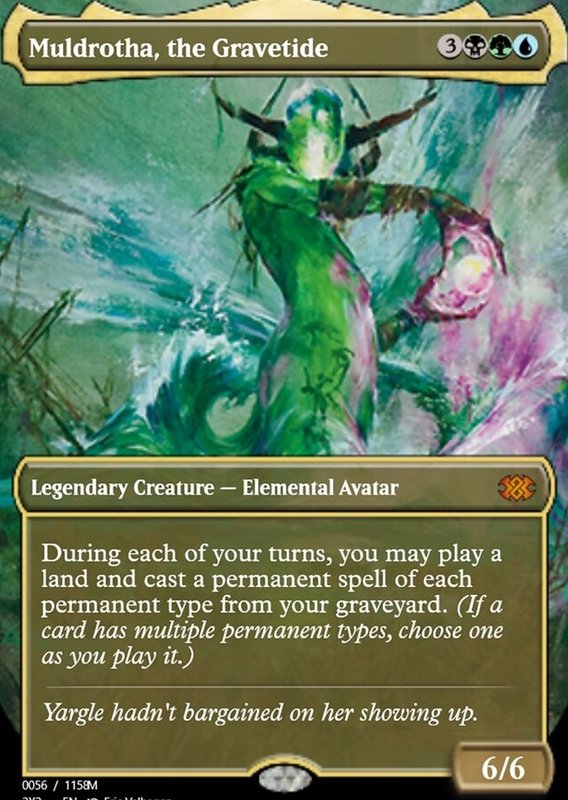 Muldrotha, the Gravetide
3
Legendary Creature — Elemental Avatar
During each of your turns, you may play a
land and cast a permanent spell of each
permanent type from your graveyard. (If a
card has multiple permanent types, choose one
as you play it.)
Yargle hadn't bargained on her showing up.
6/6
0056 / 1158M